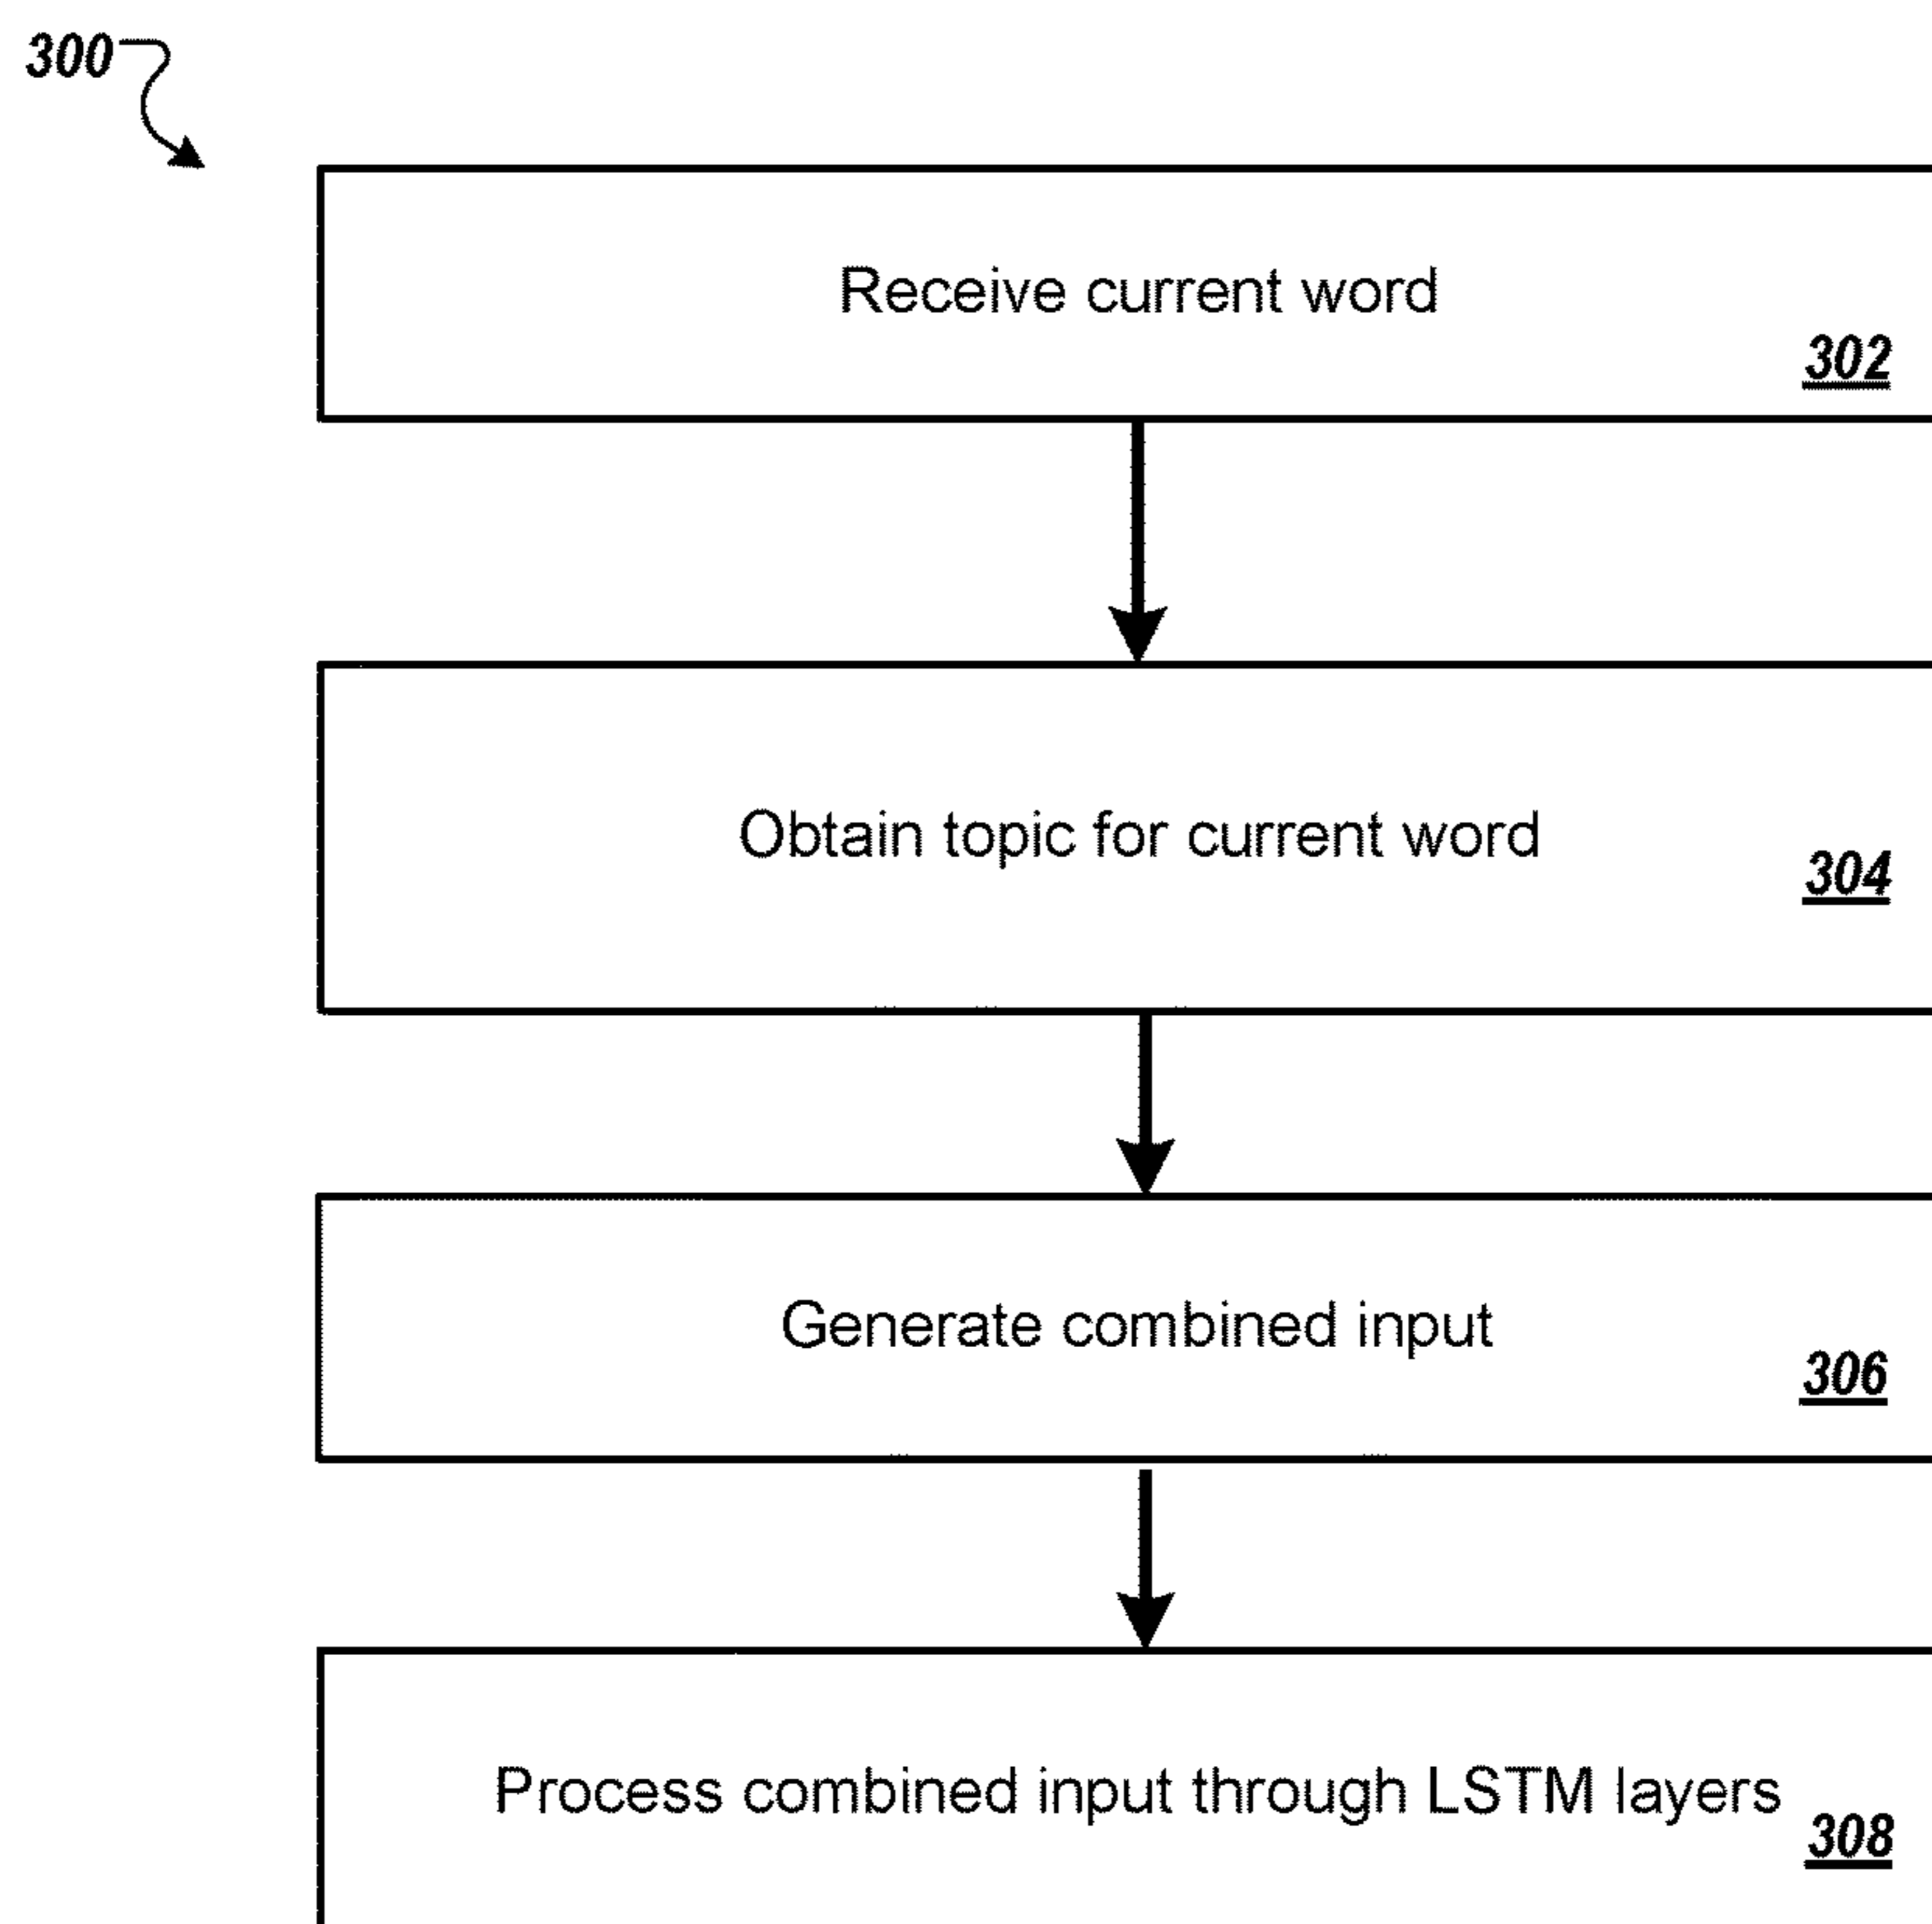 300
Receive current word
302
Obtain topic for current word
304
Generate combined input
306
Process combined input through LSTM layers
308